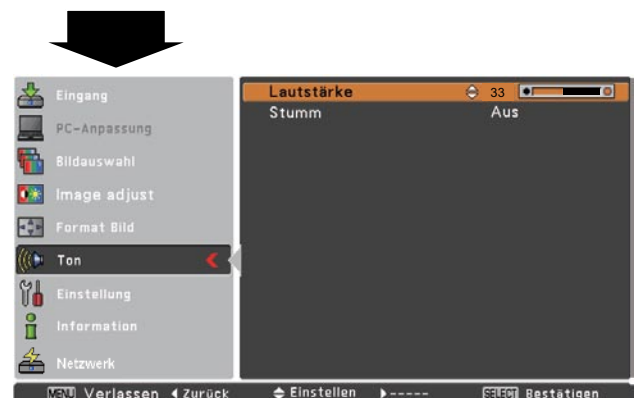 Eingang
PC-Anpassung
Bildauswahl
Image adjust
Format Bild
Ton
Einstellung
Information
Netzwerk
Lautstärke 33
Stumm Aus
MENU Verlassen Zurück Einstellen ----- SELECT Bestätigen